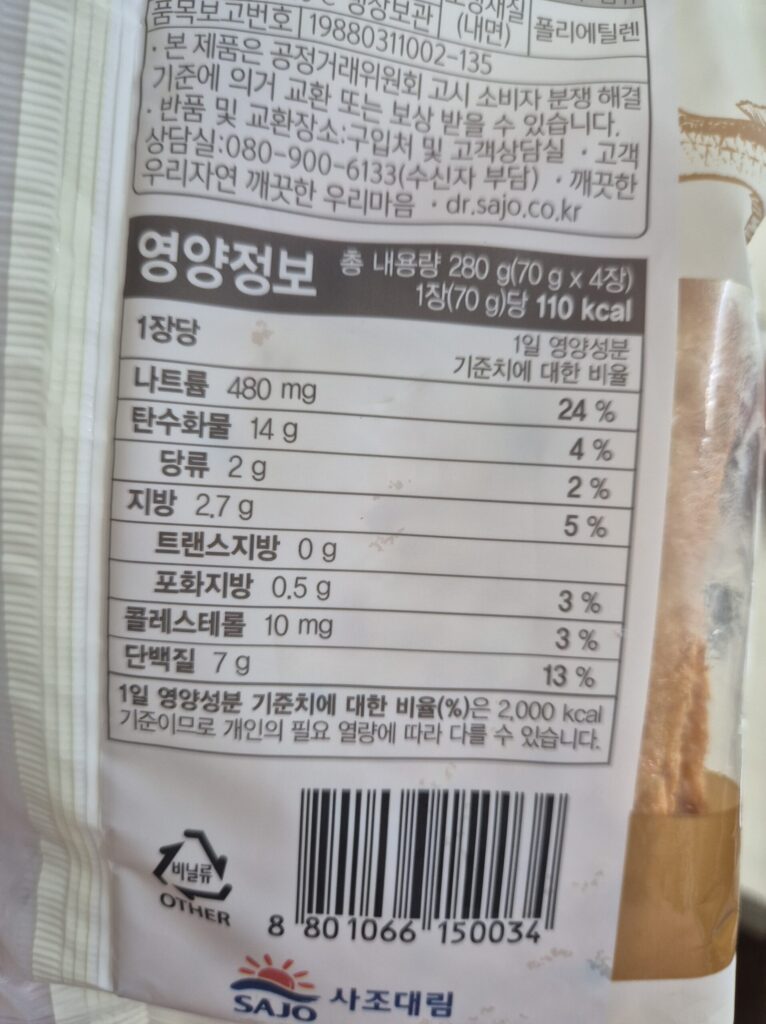 품목보고번호 19880311002-135 (내면) 폴리에틸렌
· 본 제품은 공정거래위원회 고시 소비자 분쟁 해결
기준에 의거 교환 또는 보상 받을 수 있습니다.
· 반품 및 교환장소:구입처 및 고객상담실 · 고객
상담실:080-900-6133(수신자 부담) · 깨끗한
우리자연 깨끗한 우리마음 · dr.sajo.co.kr
영양정보 총 내용량 280 g(70 g x 4장)
1장(70 g)당 110 kcal
1장당 1일 영양성분
기준치에 대한 비율
나트륨 480 mg 24 %
탄수화물 14 g 4 %
당류 2 g 2 %
지방 2.7 g 5 %
트랜스지방 0 g
포화지방 0.5 g 3 %
콜레스테롤 10 mg 3 %
단백질 7 g 13 %
1일 영양성분 기준치에 대한 비율(%)은 2,000 kcal
기준이므로 개인의 필요 열량에 따라 다를 수 있습니다.
비닐류
OTHER
8 801066 150034
SAJO 사조대림